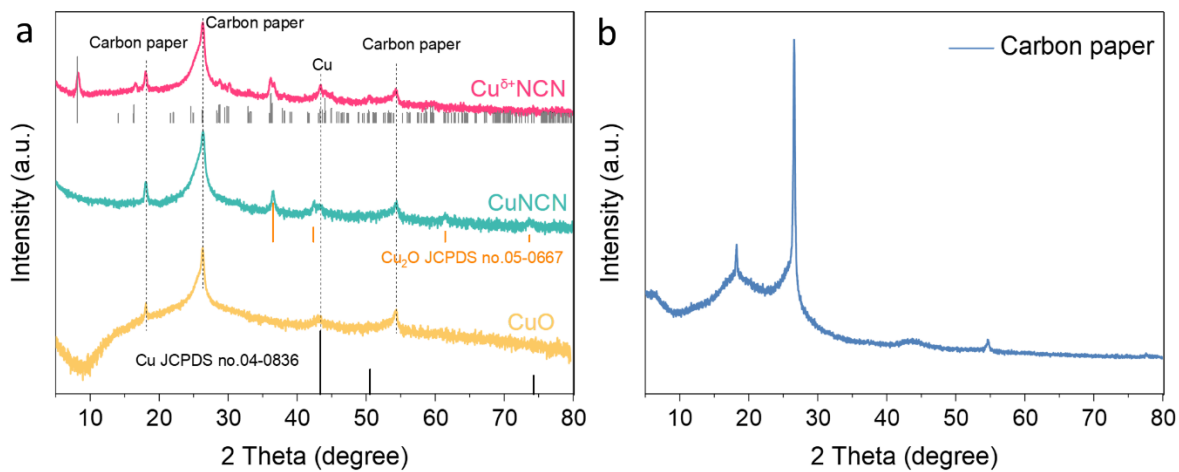 a
Carbon paper
Carbon paper
Carbon paper
Cu
Cu^δ+NCN
CuNCN
Cu₂O JCPDS no.05-0667
CuO
Cu JCPDS no.04-0836
Intensity (a.u.)
10 20 30 40 50 60 70 80
2 Theta (degree)
b
Carbon paper
Intensity (a.u.)
10 20 30 40 50 60 70 80
2 Theta (degree)